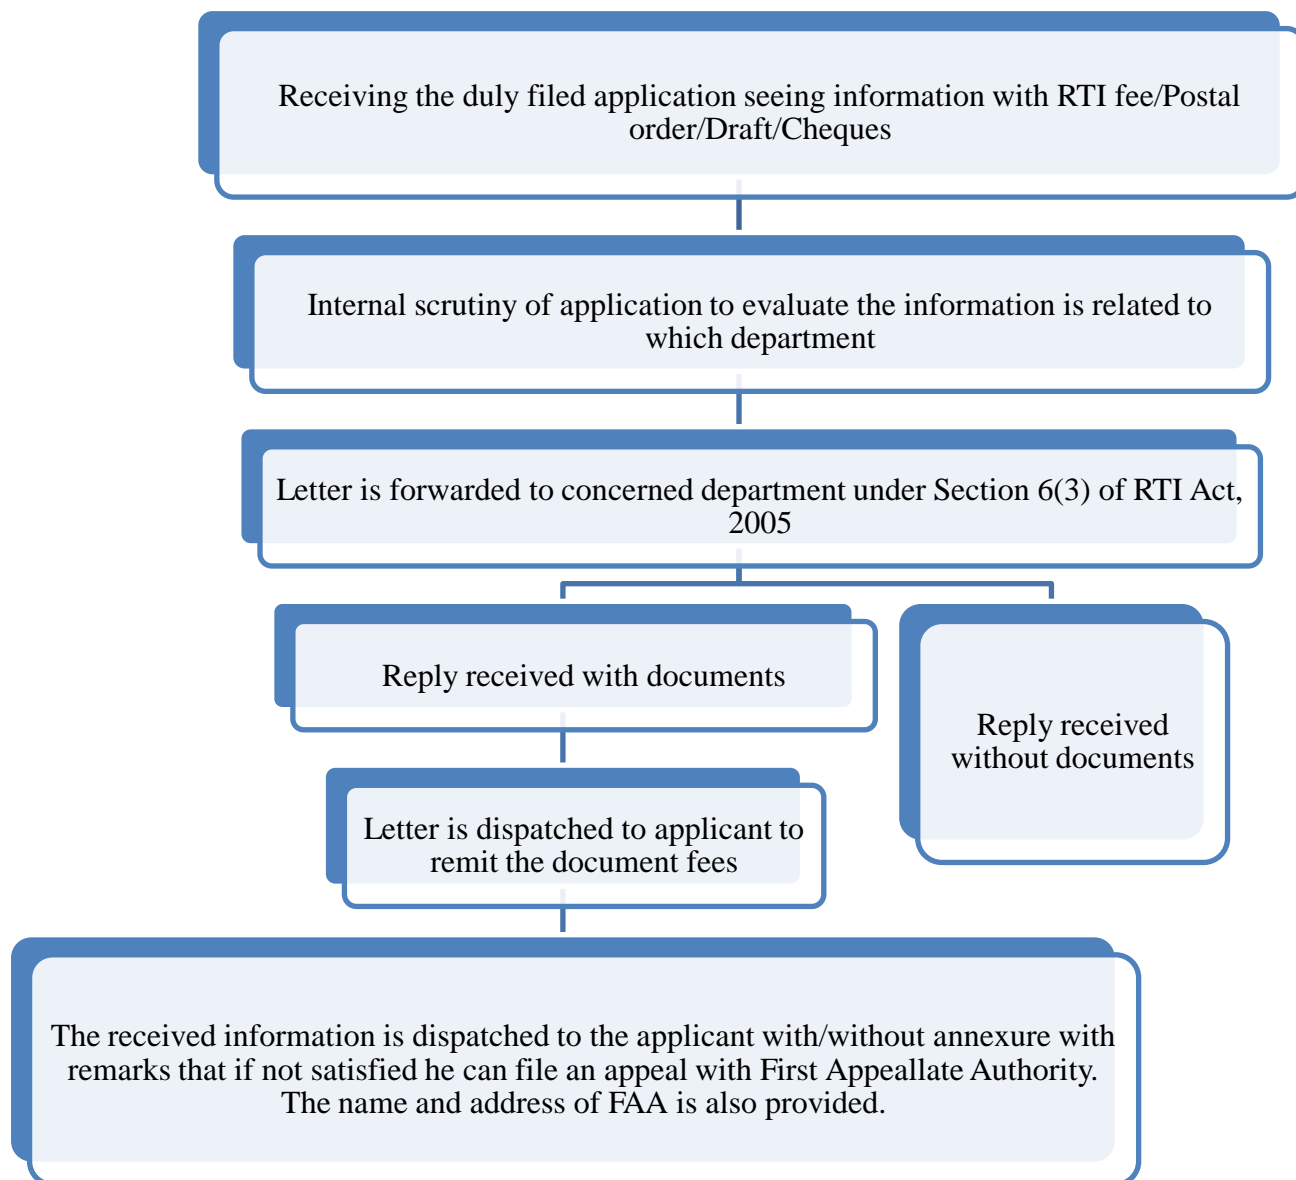 Receiving the duly filed application seeing information with RTI fee/Postal
order/Draft/Cheques
Internal scrutiny of application to evaluate the information is related to
which department
Letter is forwarded to concerned department under Section 6(3) of RTI Act,
2005
Reply received with documents
Reply received
without documents
Letter is dispatched to applicant to
remit the document fees
The received information is dispatched to the applicant with/without annexure with
remarks that if not satisfied he can file an appeal with First Appeallate Authority.
The name and address of FAA is also provided.